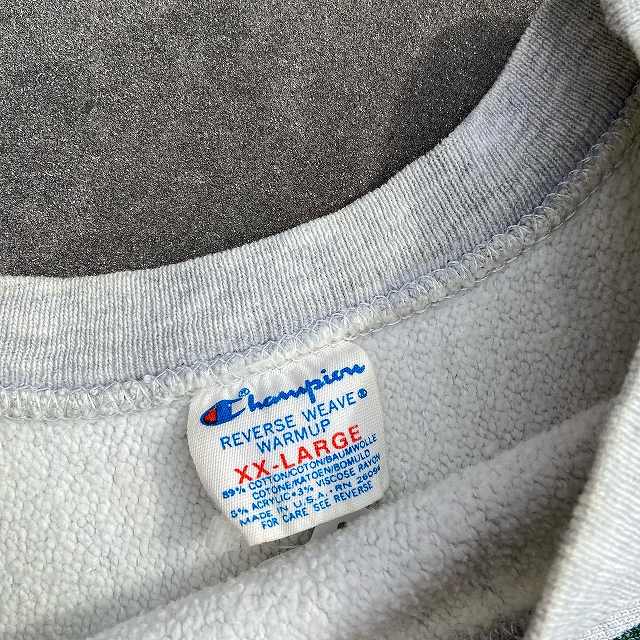 Champion®
REVERSE WEAVE®
WARMUP
XX-LARGE
89% COTTON/COTON/BAUMWOLLE
COTONE/KATOEN/BOMULD
ACRYLIC•3% VISCOSE RAYON
MADE IN U.S.A. RN
FOR CARE SEE REVERSE